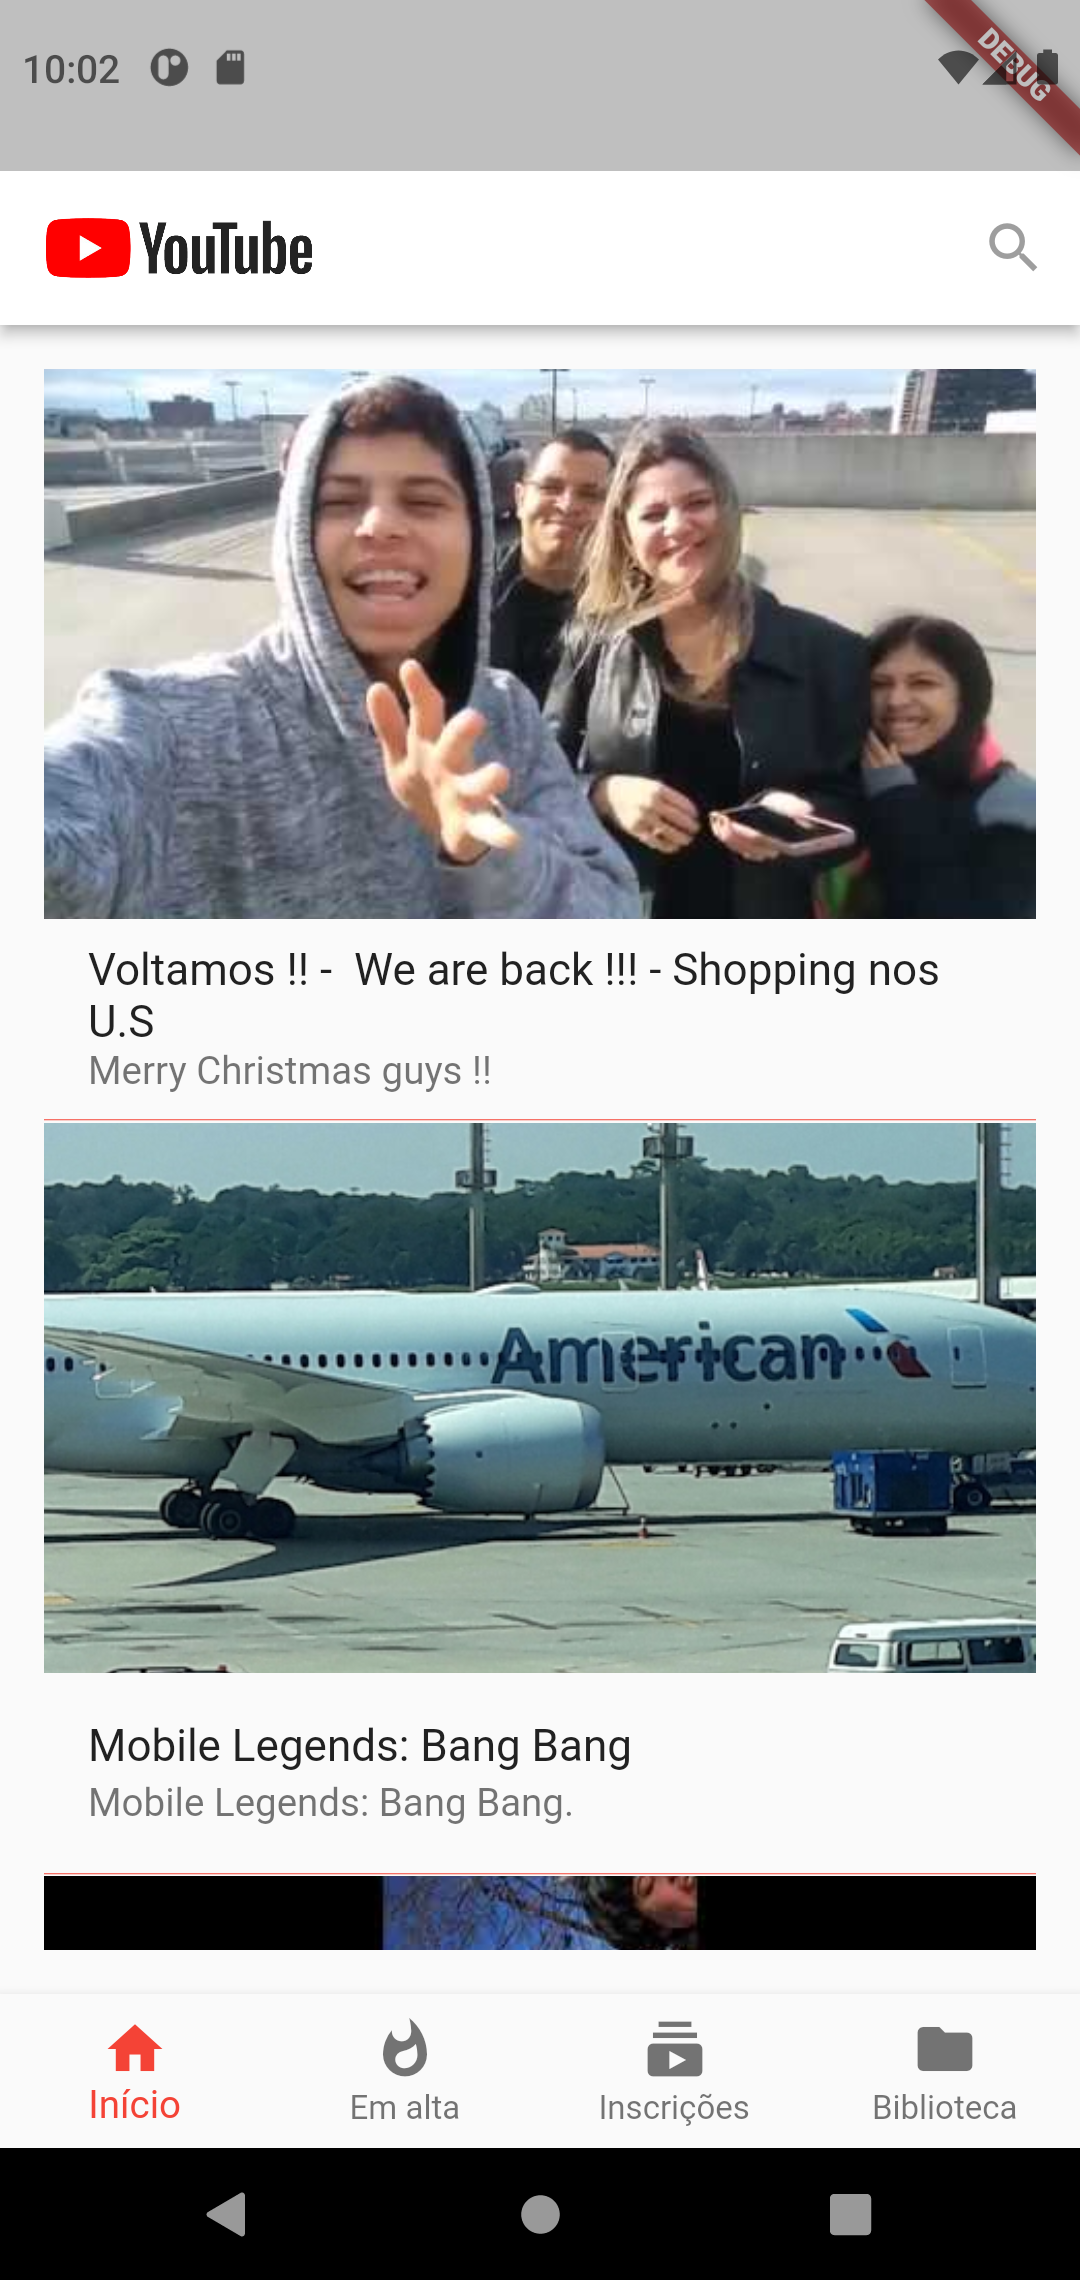 10:02
DEBUG
YouTube
Voltamos !! -  We are back !!! - Shopping nos
U.S
Merry Christmas guys !!
American
Mobile Legends: Bang Bang
Mobile Legends: Bang Bang.
Início
Em alta
Inscrições
Biblioteca